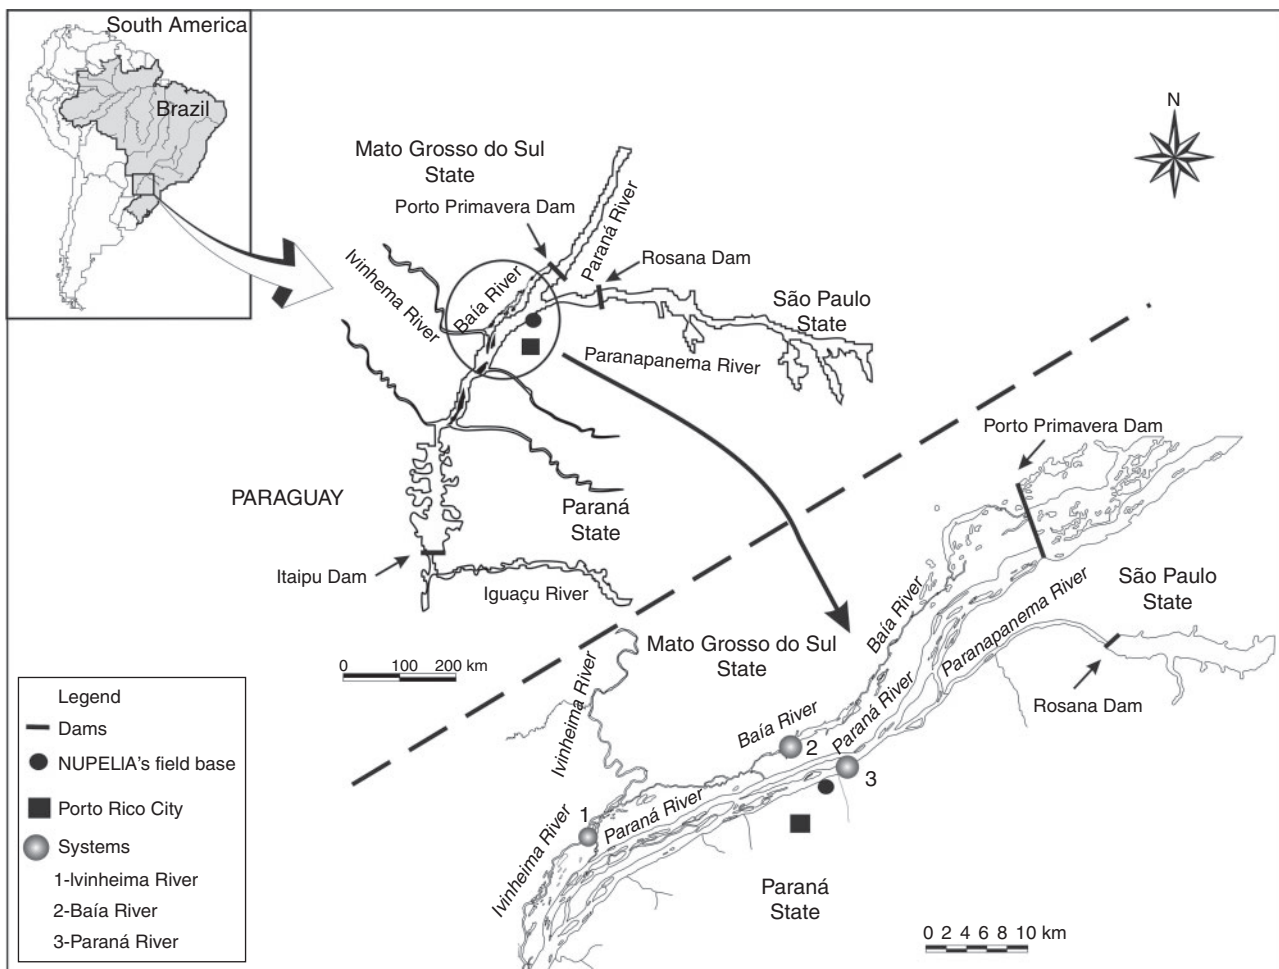 South America
Brazil
N
Mato Grosso do Sul
State
Porto Primavera Dam
Paraná River
Rosana Dam
Ivinhema River
Baía River
São Paulo
State
Paranapanema River
PARAGUAY
Paraná
State
Itaipu Dam
Iguaçu River
0 100 200 km
Porto Primavera Dam
São Paulo
State
Baía River
Paranapanema River
Mato Grosso do Sul
State
Ivinheima River
Rosana Dam
Baía River
Paraná River
2
3
Paraná River
1
Ivinheima River
Paraná
State
0 2 4 6 8 10 km
Legend
Dams
NUPELIA's field base
Porto Rico City
Systems
1-Ivinheima River
2-Baía River
3-Paraná River